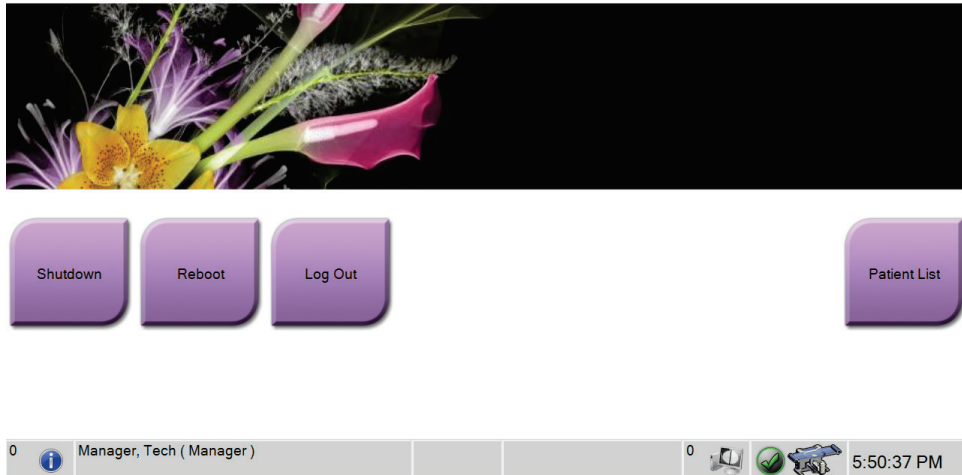 Shutdown
Reboot
Log Out
Patient List
0
Manager, Tech ( Manager )
0
5:50:37 PM